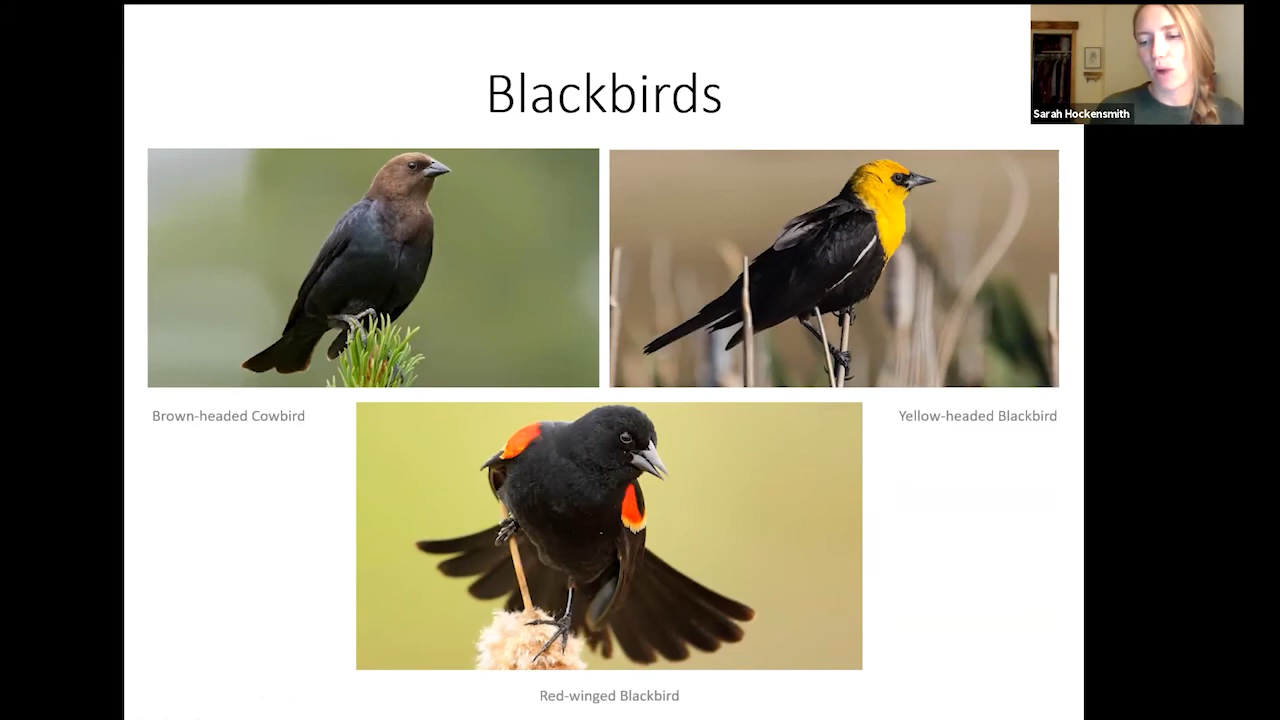 Blackbirds
Sarah Hockensmith
Brown-headed Cowbird
Yellow-headed Blackbird
Red-winged Blackbird